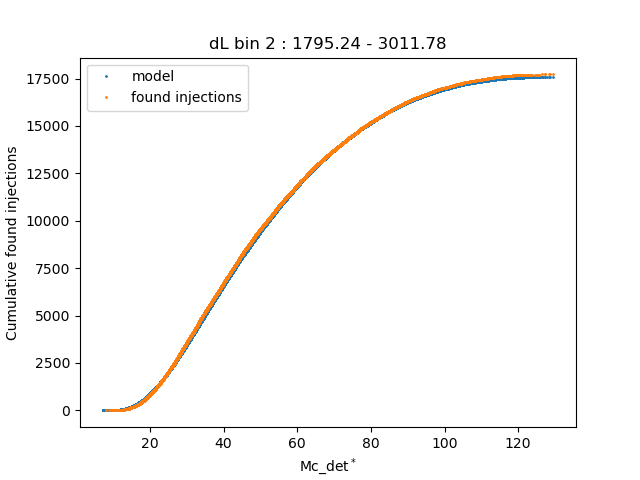 dL bin 2 : 1795.24 - 3011.78
model
found injections
17500
15000
12500
10000
7500
5000
2500
0
Cumulative found injections
20 40 60 80 100 120
Mc_det*